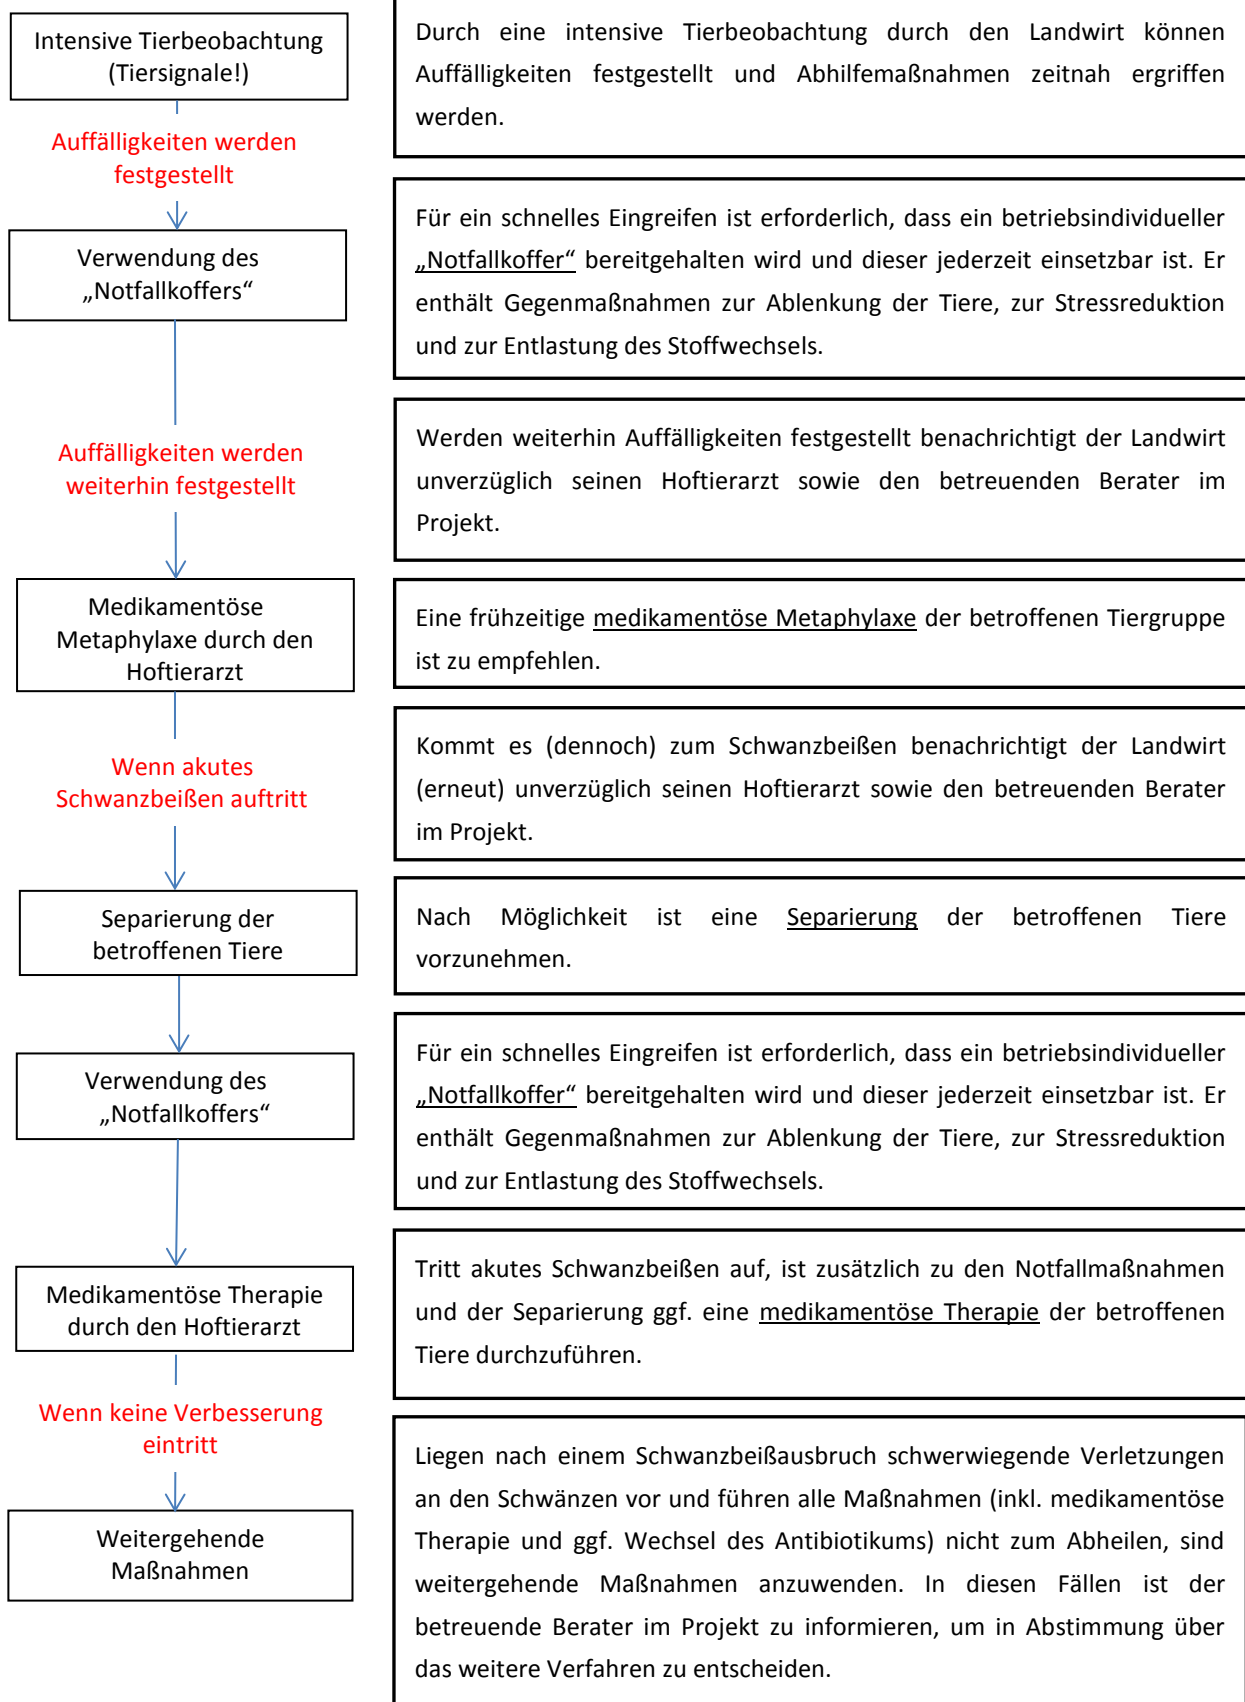 Intensive Tierbeobachtung
(Tiersignale!)
Durch eine intensive Tierbeobachtung durch den Landwirt können
Auffälligkeiten festgestellt und Abhilfemaßnahmen zeitnah ergriffen
werden.
Auffälligkeiten werden
festgestellt
Verwendung des
„Notfallkoffers“
Für ein schnelles Eingreifen ist erforderlich, dass ein betriebsindividueller
„Notfallkoffer“ bereitgehalten wird und dieser jederzeit einsetzbar ist. Er
enthält Gegenmaßnahmen zur Ablenkung der Tiere, zur Stressreduktion
und zur Entlastung des Stoffwechsels.
Auffälligkeiten werden
weiterhin festgestellt
Werden weiterhin Auffälligkeiten festgestellt benachrichtigt der Landwirt
unverzüglich seinen Hoftierarzt sowie den betreuenden Berater im
Projekt.
Medikamentöse
Metaphylaxe durch den
Hoftierarzt
Eine frühzeitige medikamentöse Metaphylaxe der betroffenen Tiergruppe
ist zu empfehlen.
Wenn akutes
Schwanzbeißen auftritt
Kommt es (dennoch) zum Schwanzbeißen benachrichtigt der Landwirt
(erneut) unverzüglich seinen Hoftierarzt sowie den betreuenden Berater
im Projekt.
Separierung der
betroffenen Tiere
Nach Möglichkeit ist eine Separierung der betroffenen Tiere
vorzunehmen.
Verwendung des
„Notfallkoffers“
Für ein schnelles Eingreifen ist erforderlich, dass ein betriebsindividueller
„Notfallkoffer“ bereitgehalten wird und dieser jederzeit einsetzbar ist. Er
enthält Gegenmaßnahmen zur Ablenkung der Tiere, zur Stressreduktion
und zur Entlastung des Stoffwechsels.
Medikamentöse Therapie
durch den Hoftierarzt
Tritt akutes Schwanzbeißen auf, ist zusätzlich zu den Notfallmaßnahmen
und der Separierung ggf. eine medikamentöse Therapie der betroffenen
Tiere durchzuführen.
Wenn keine Verbesserung
eintritt
Weitergehende
Maßnahmen
Liegen nach einem Schwanzbeißausbruch schwerwiegende Verletzungen
an den Schwänzen vor und führen alle Maßnahmen (inkl. medikamentöse
Therapie und ggf. Wechsel des Antibiotikums) nicht zum Abheilen, sind
weitergehende Maßnahmen anzuwenden. In diesen Fällen ist der
betreuende Berater im Projekt zu informieren, um in Abstimmung über
das weitere Verfahren zu entscheiden.